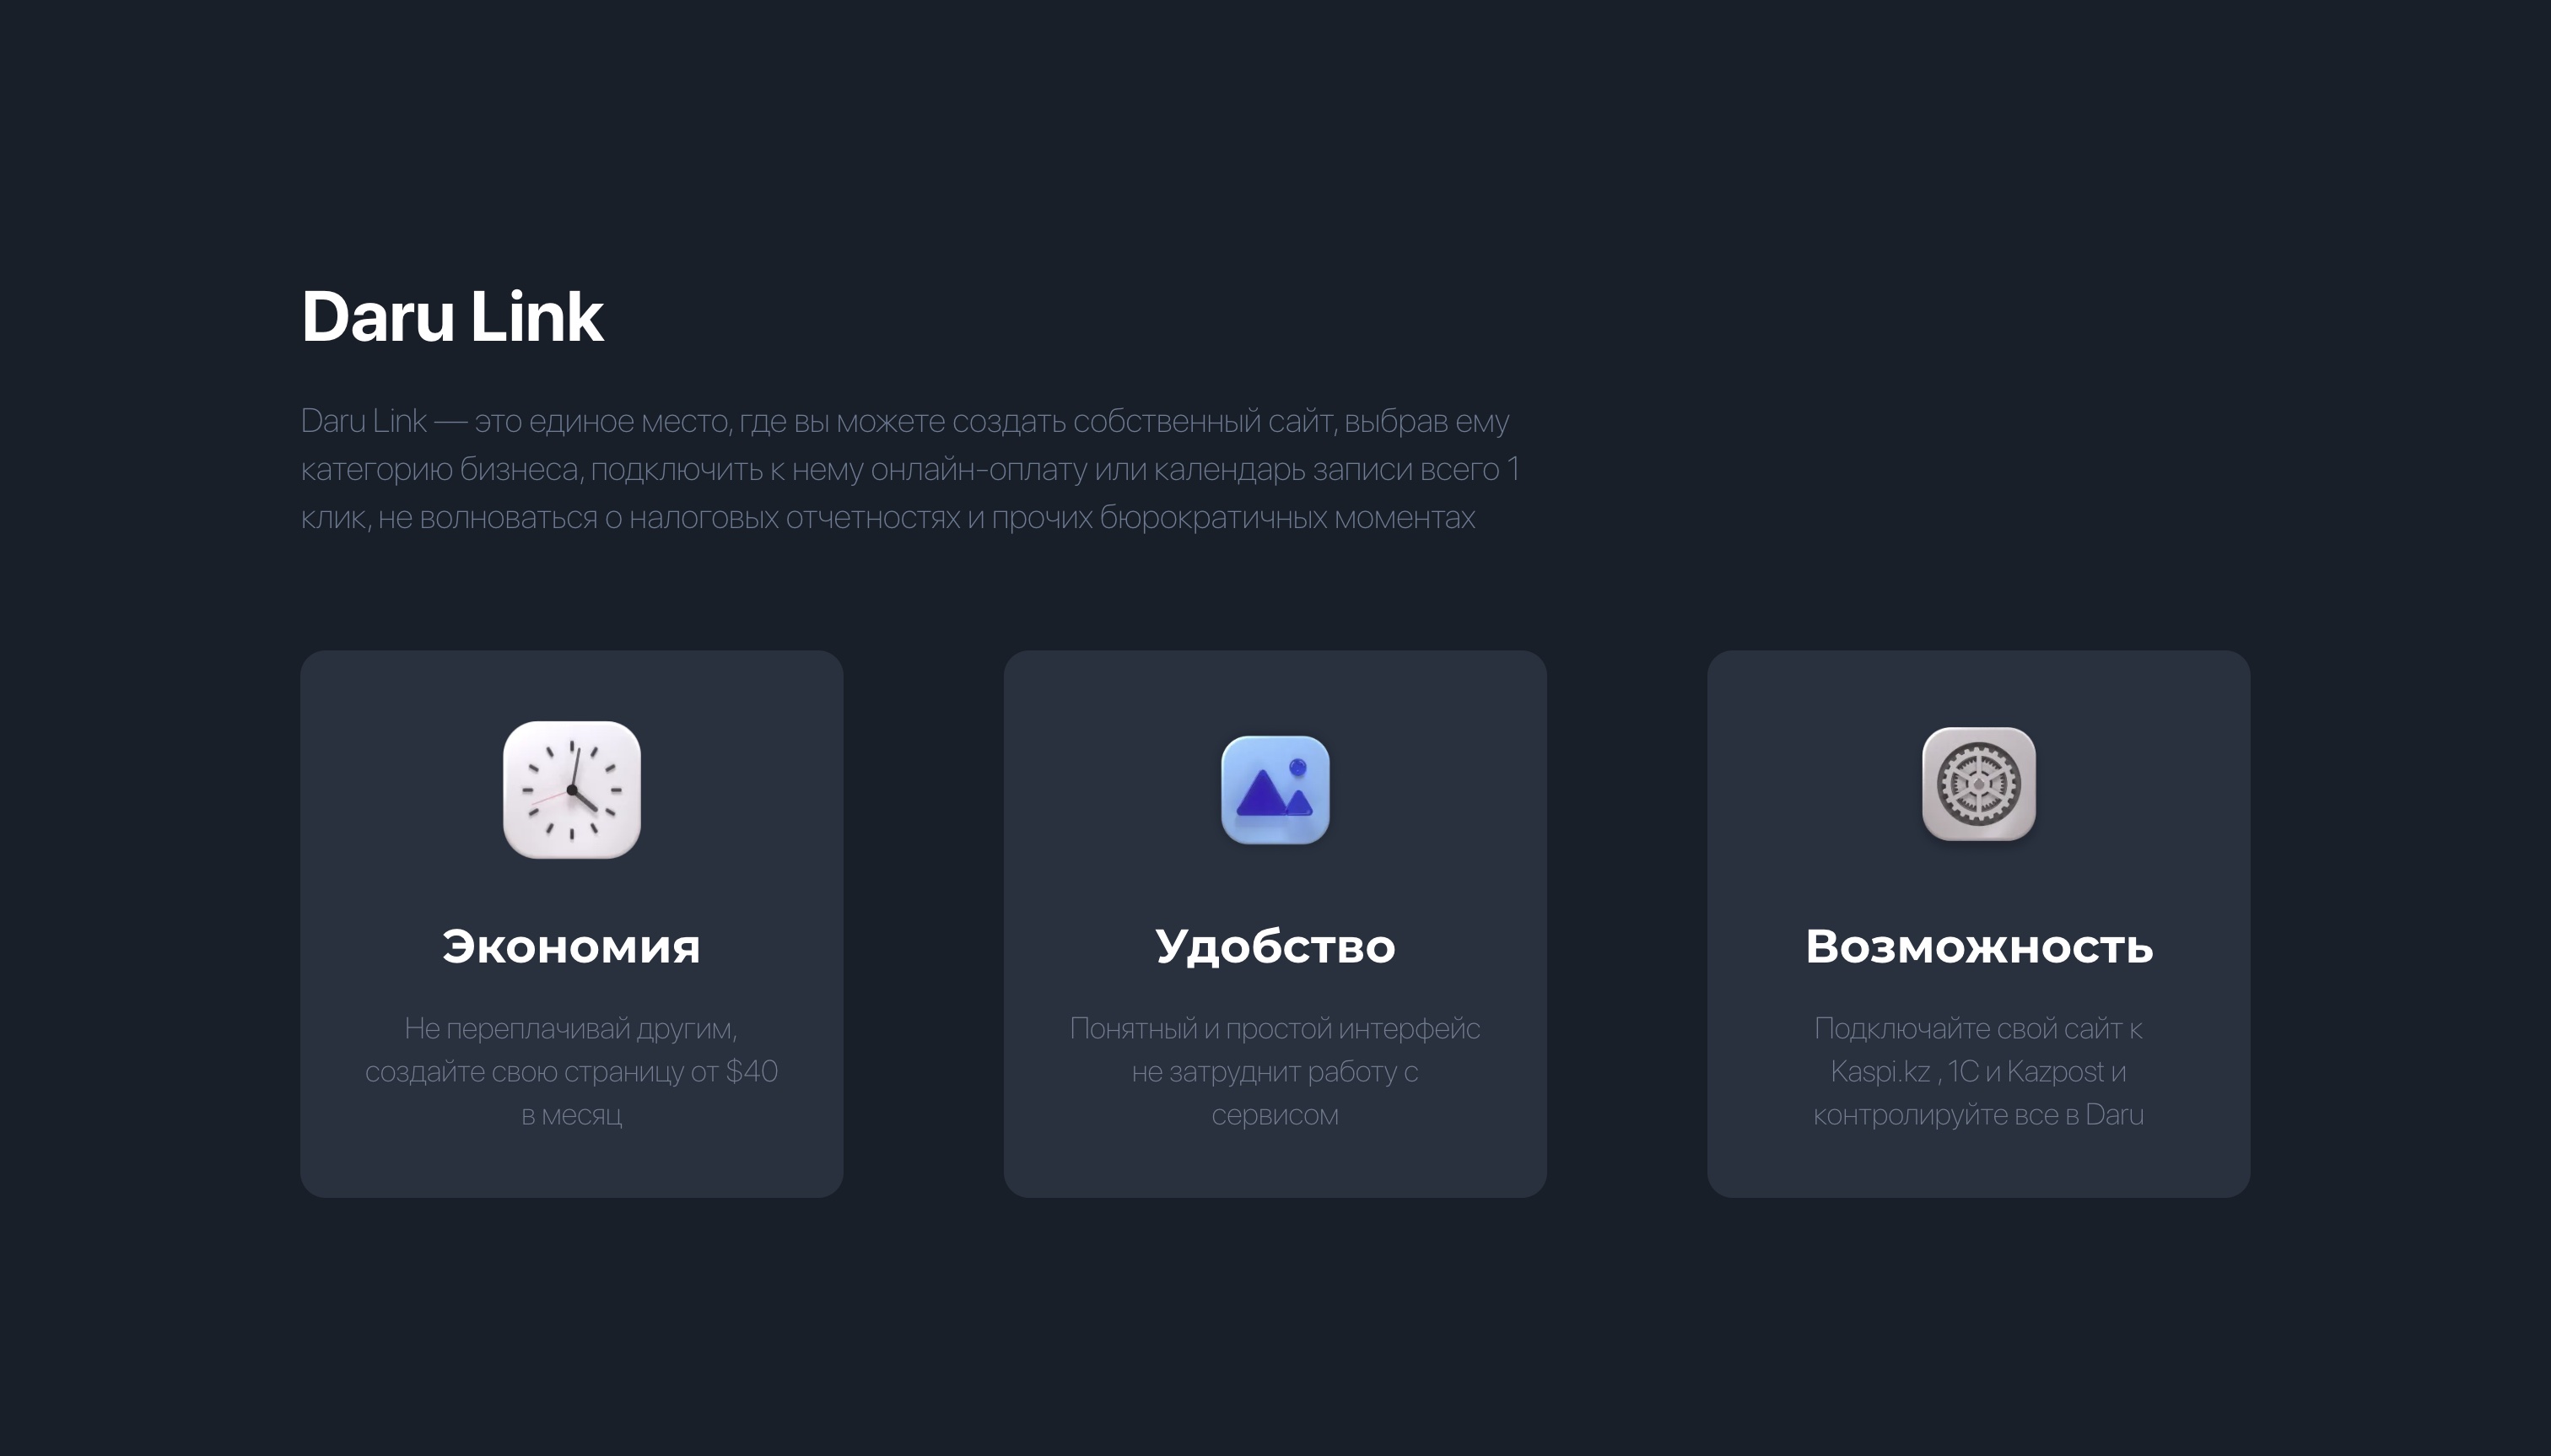 Daru Link
Daru Link — это единое место, где вы можете создать собственный сайт, выбрав ему
категорию бизнеса, подключить к нему онлайн-оплату или календарь записи всего 1
клик, не волноваться о налоговых отчетностях и прочих бюрократичных моментах
Экономия
Не переплачивай другим,
создайте свою страницу от $40
в месяц
Удобство
Понятный и простой интерфейс
не затруднит работу с
сервисом
Возможность
Подключайте свой сайт к
Kaspi.kz , 1С и Kazpost и
контролируйте все в Daru